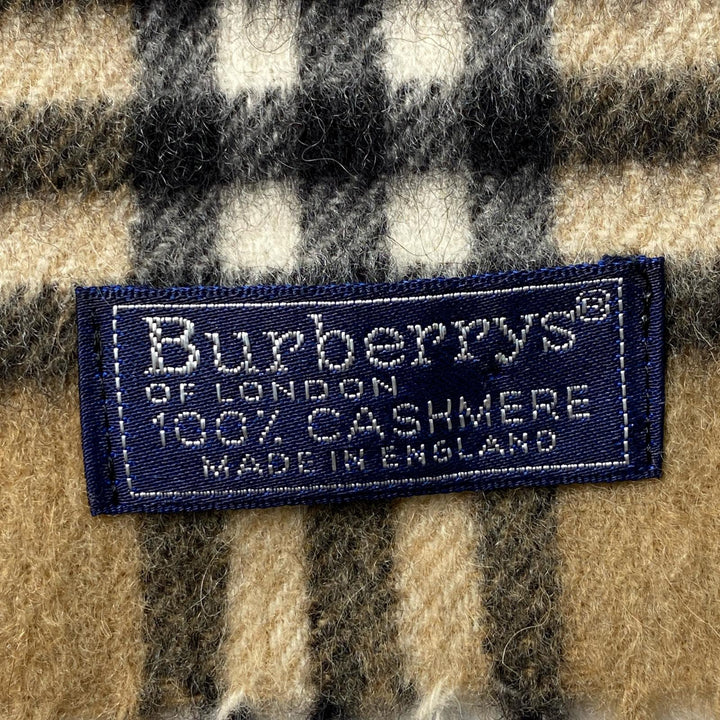 Burberrys®
OF LONDON
100% CASHMERE
MADE IN ENGLAND